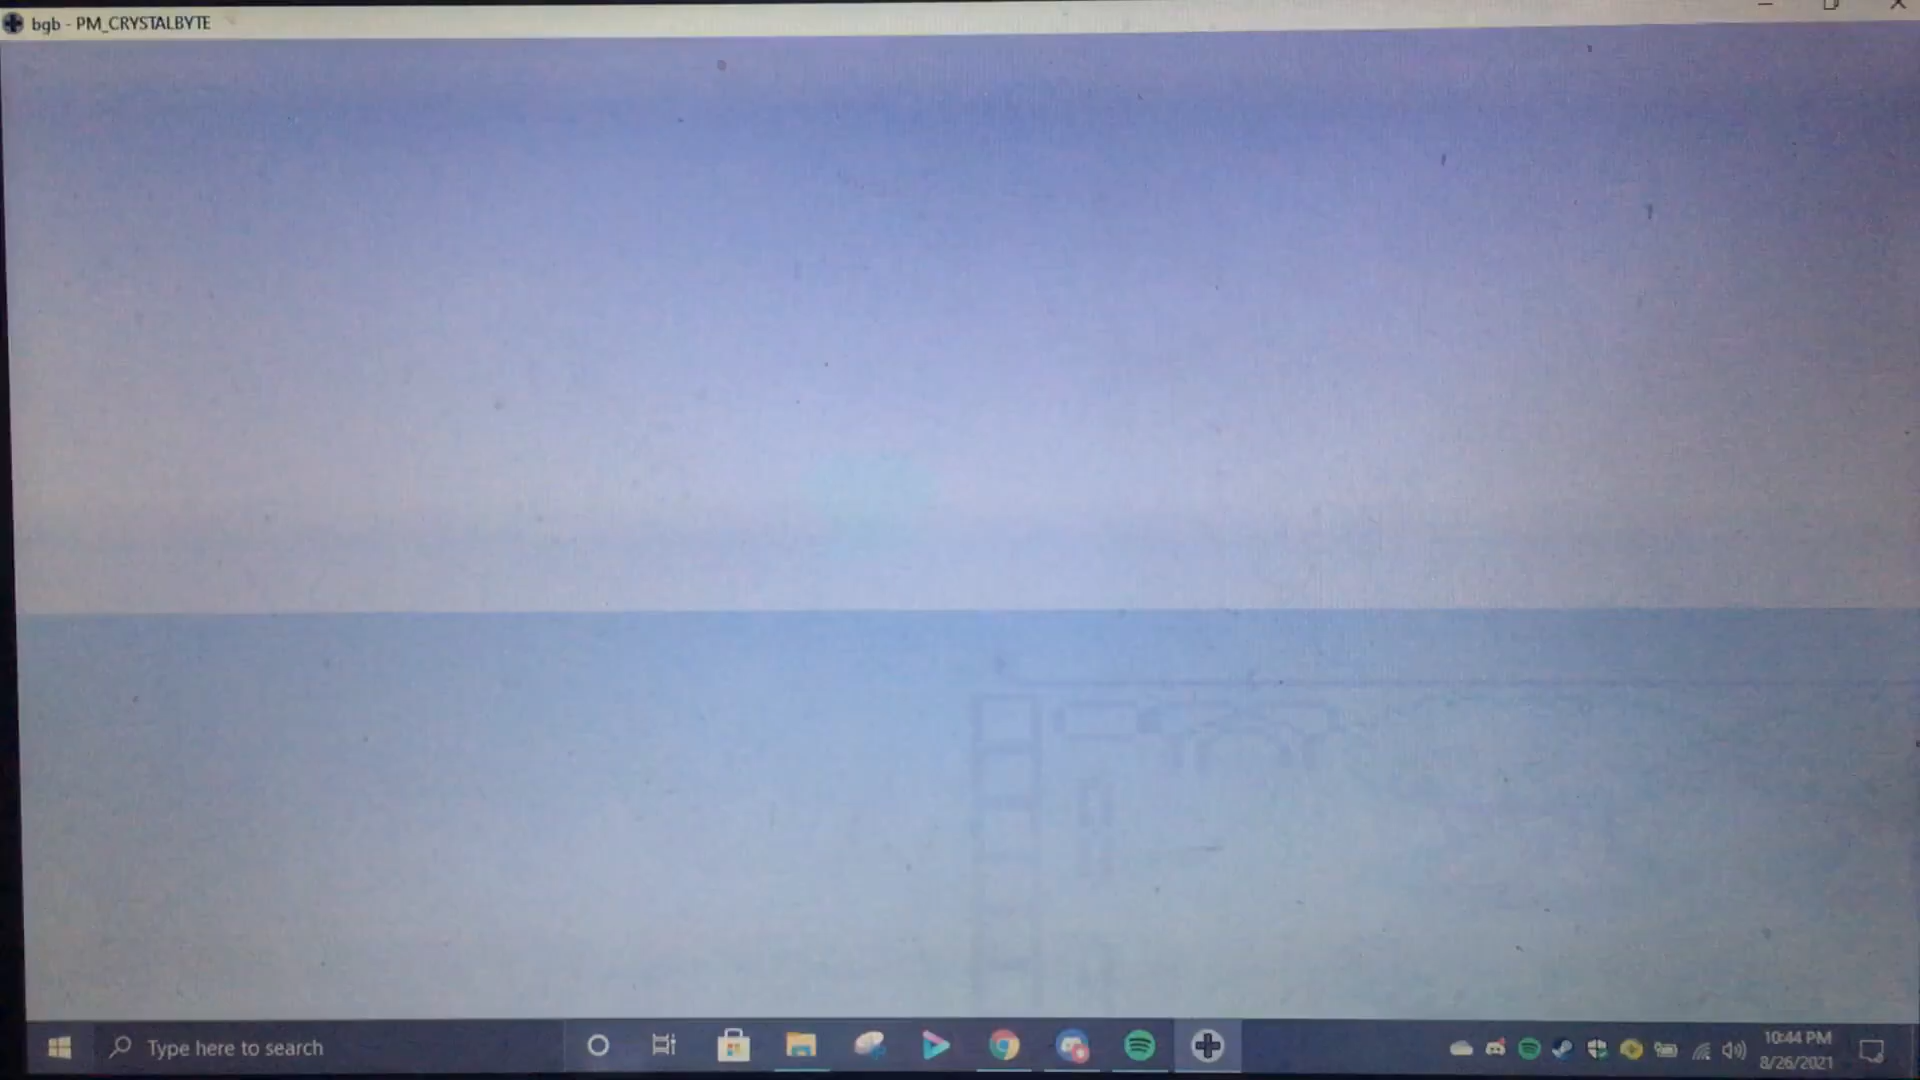 bgb - PM_CRYSTALBYTE
Type here to search
10:44 PM
8/26/2021